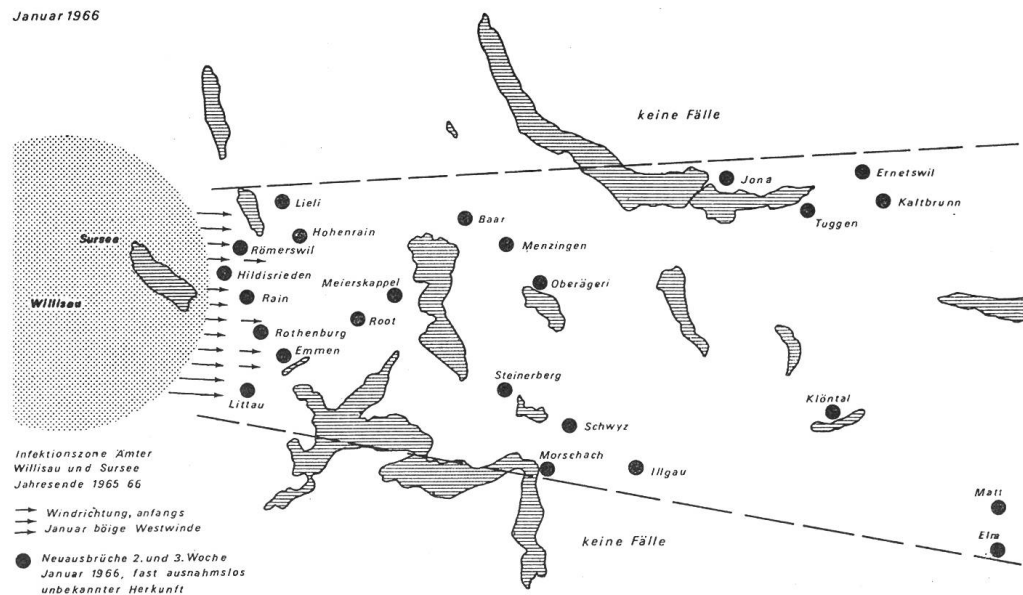 Januar 1966
keine Fälle
Jona
Ernetswil
Kaltbrunn
Tuggen
Lieli
Baar
Hohenrain
Menzingen
Sursee
Römerswil
Hildisrieden
Meierskappel
Oberägeri
Willisau
Rain
Root
Rothenburg
Emmen
Steinerberg
Littau
Klöntal
Schwyz
Morschach
Illgau
Infektionszone Ämter
Willisau und Sursee
Jahresende 1965 66
Matt
Windrichtung, anfangs
Januar böige Westwinde
keine Fälle
Elm
Neuausbrüche 2. und 3. Woche
Januar 1966, fast ausnahmslos
unbekannter Herkunft